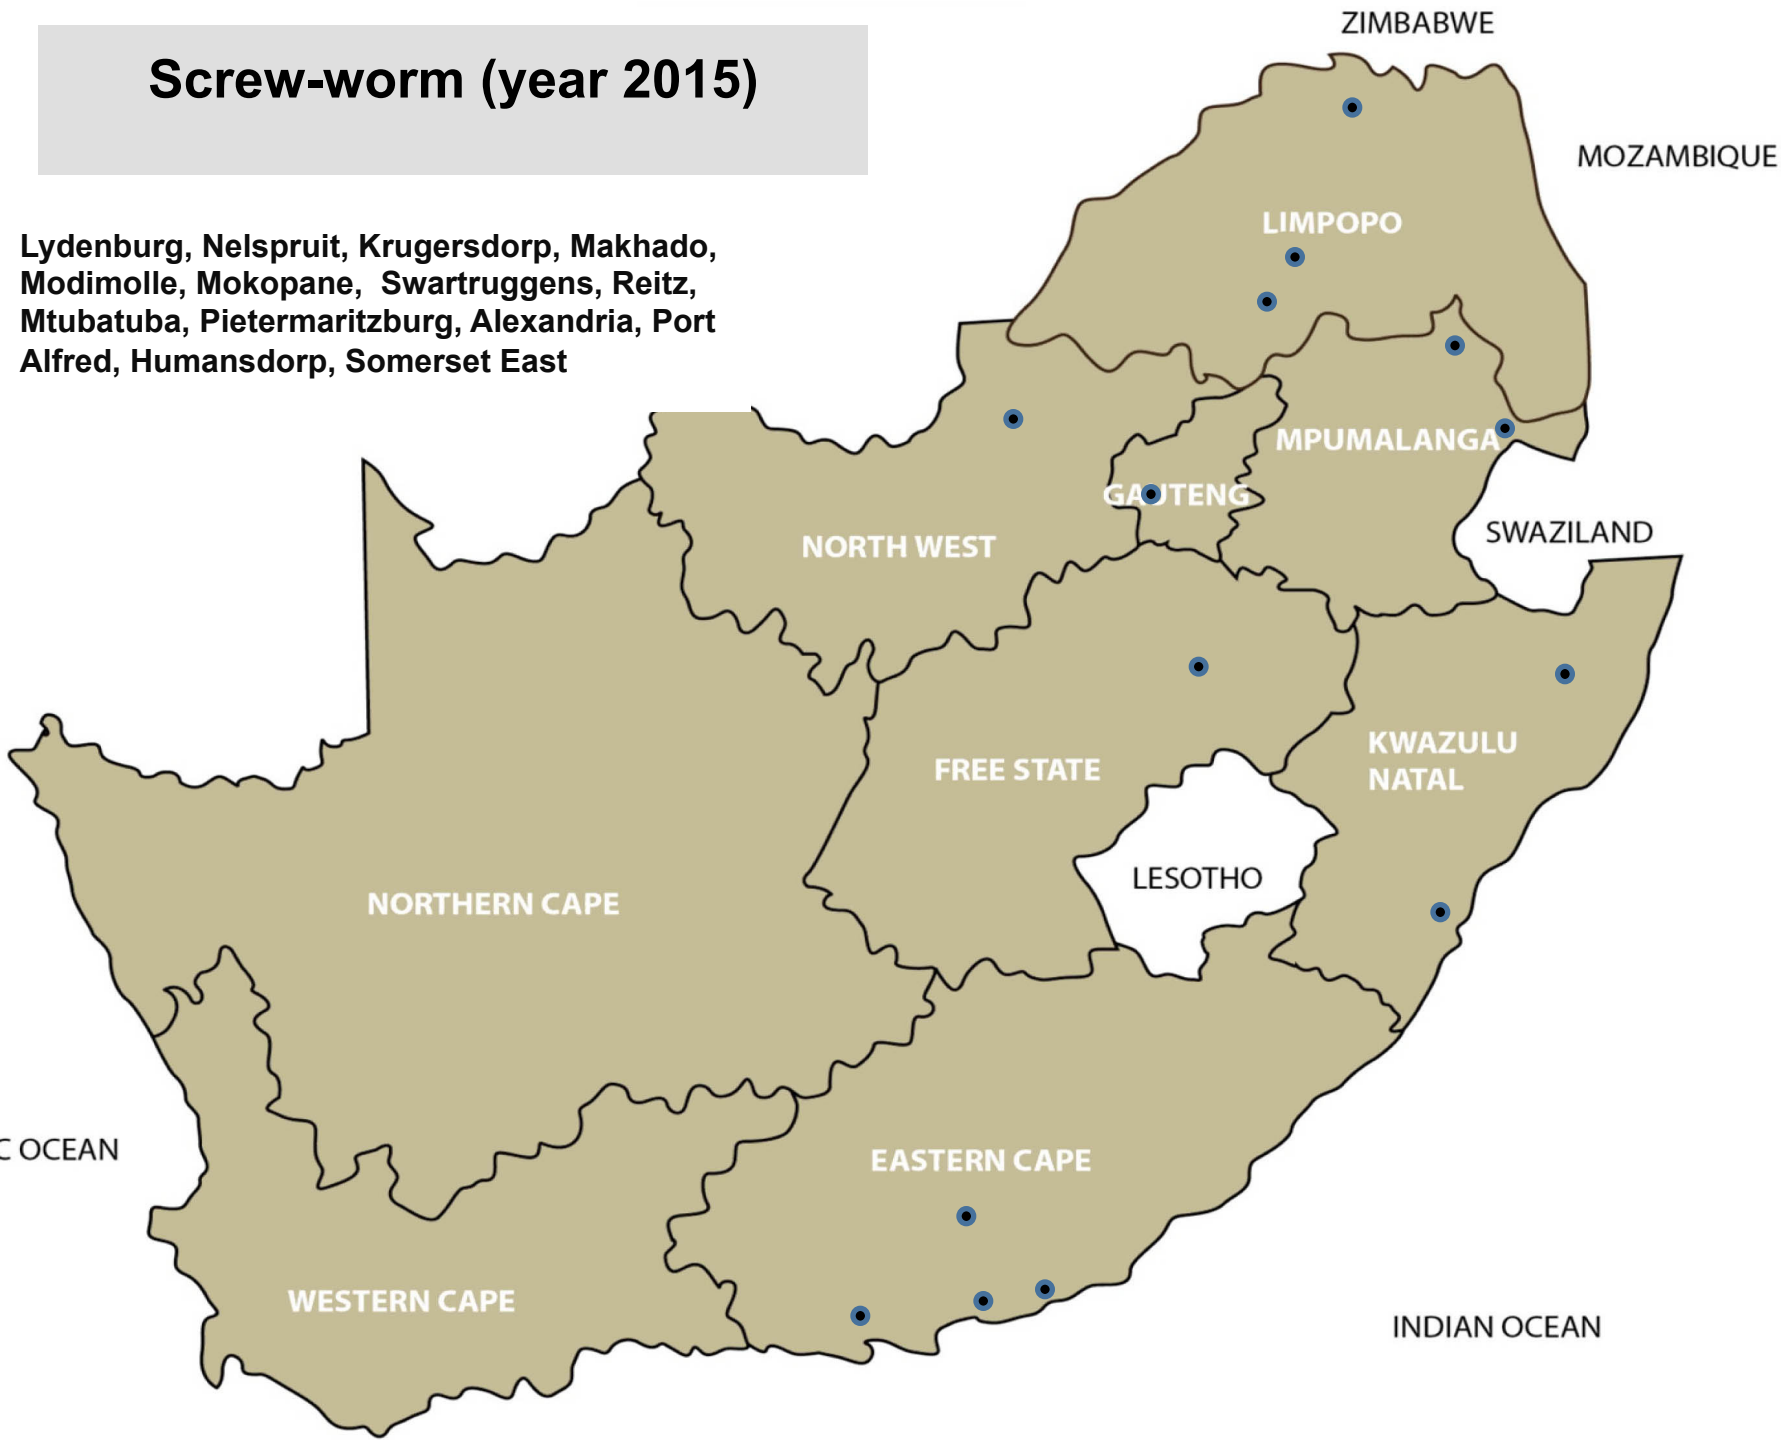 Screw-worm (year 2015)
Lydenburg, Nelspruit, Krugersdorp, Makhado,
Modimolle, Mokopane, Swartruggens, Reitz,
Mtubatuba, Pietermaritzburg, Alexandria, Port
Alfred, Humansdorp, Somerset East
ZIMBABWE
MOZAMBIQUE
LIMPOPO
MPUMALANGA
GAUTENG
SWAZILAND
NORTH WEST
KWAZULU
NATAL
FREE STATE
LESOTHO
NORTHERN CAPE
C OCEAN
EASTERN CAPE
WESTERN CAPE
INDIAN OCEAN